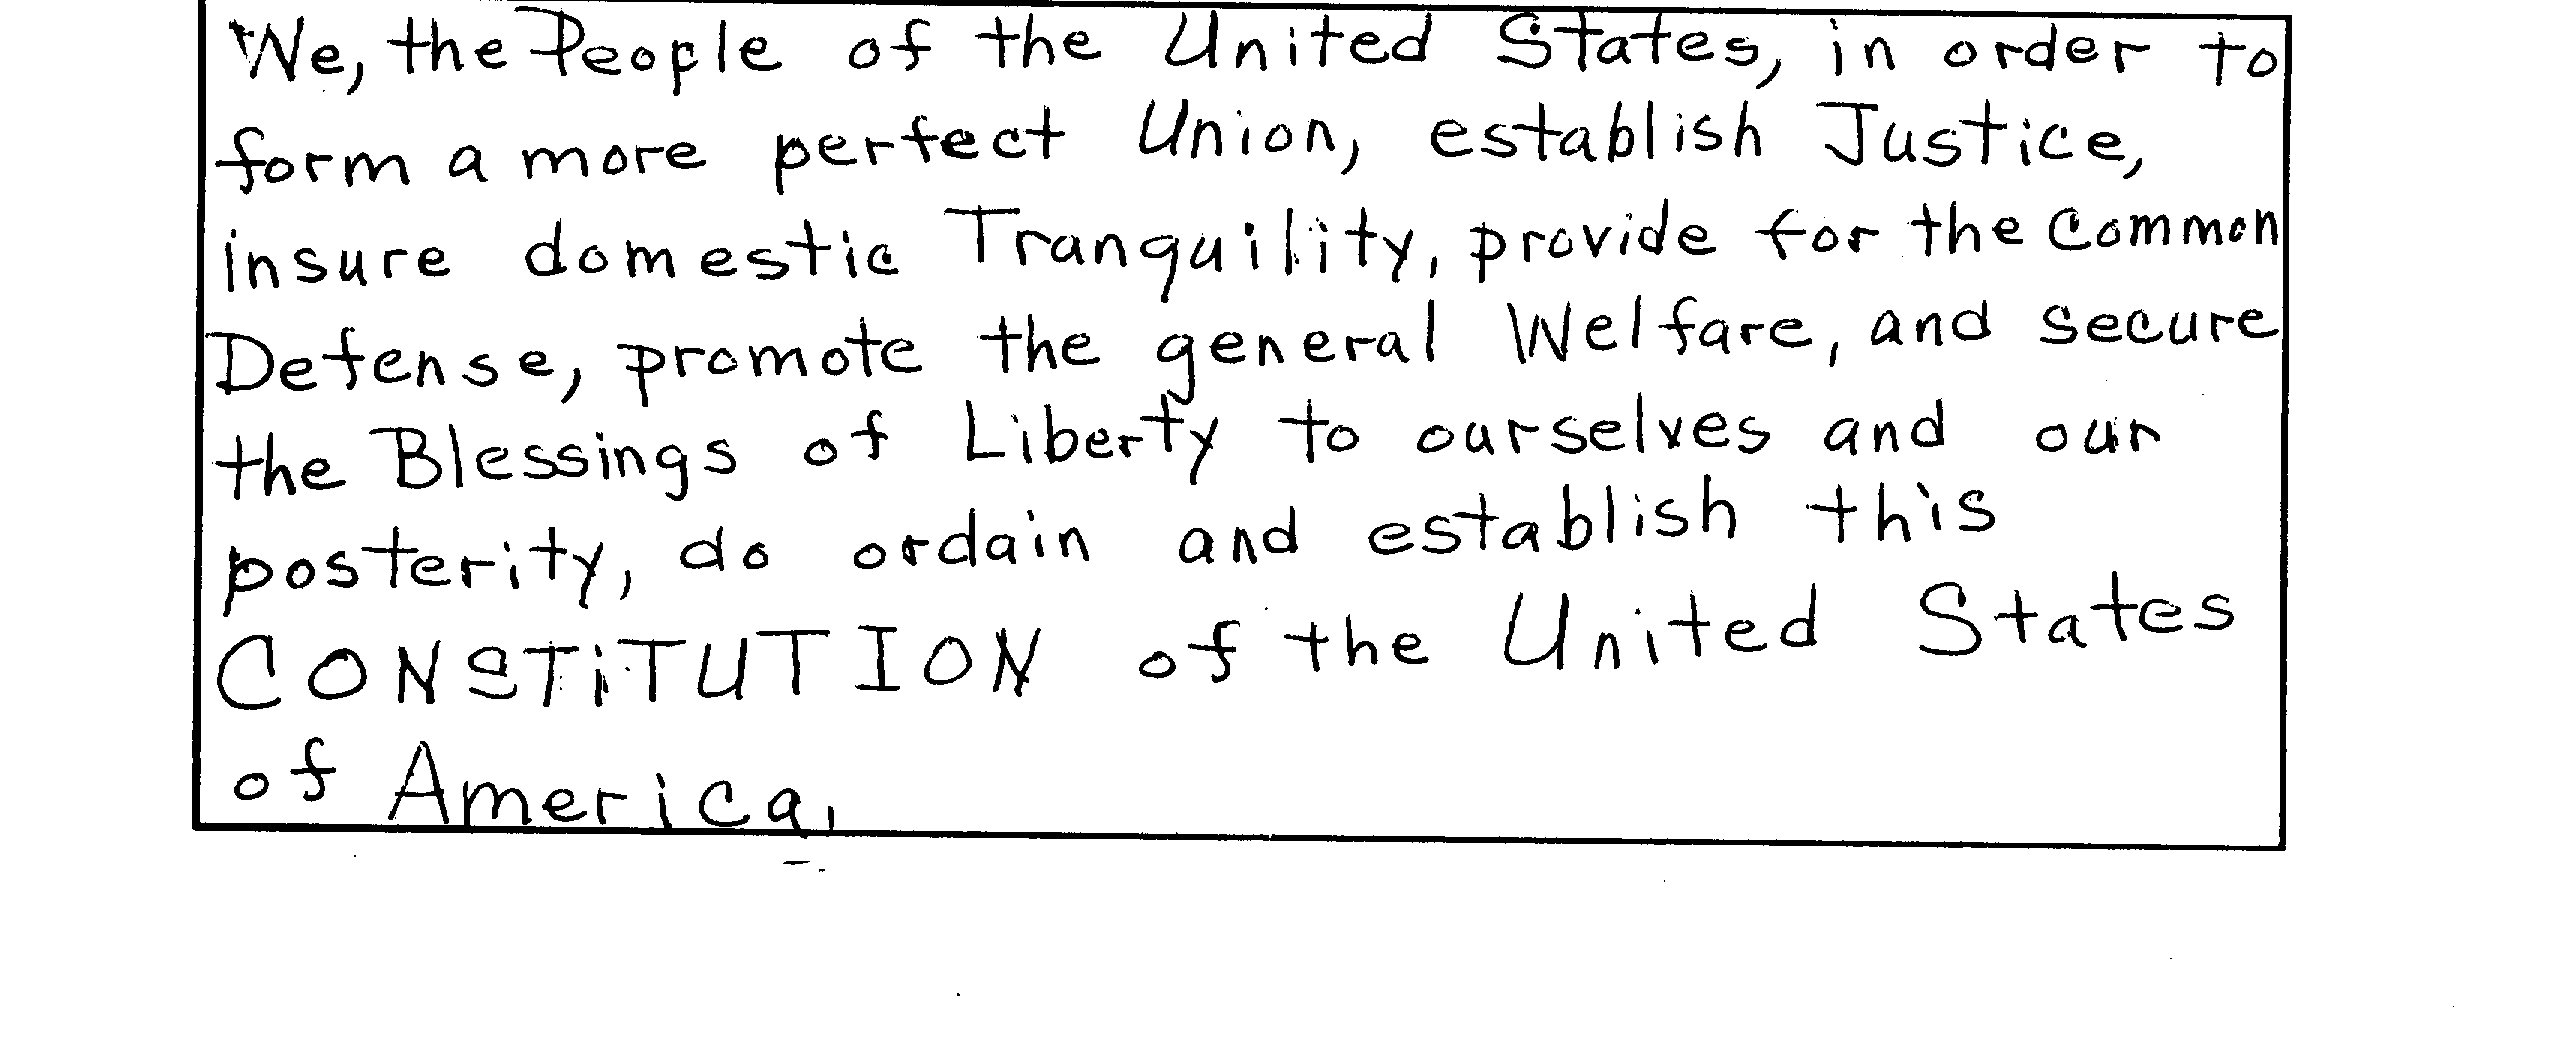 We, the People of the United States, in order to
form a more perfect Union, establish Justice,
insure domestic Tranquility, provide for the Common
Defense, promote the general Welfare, and secure
the Blessings of Liberty to ourselves and our
posterity, do ordain and establish this
CONSTiTUTION of the United States
of America.